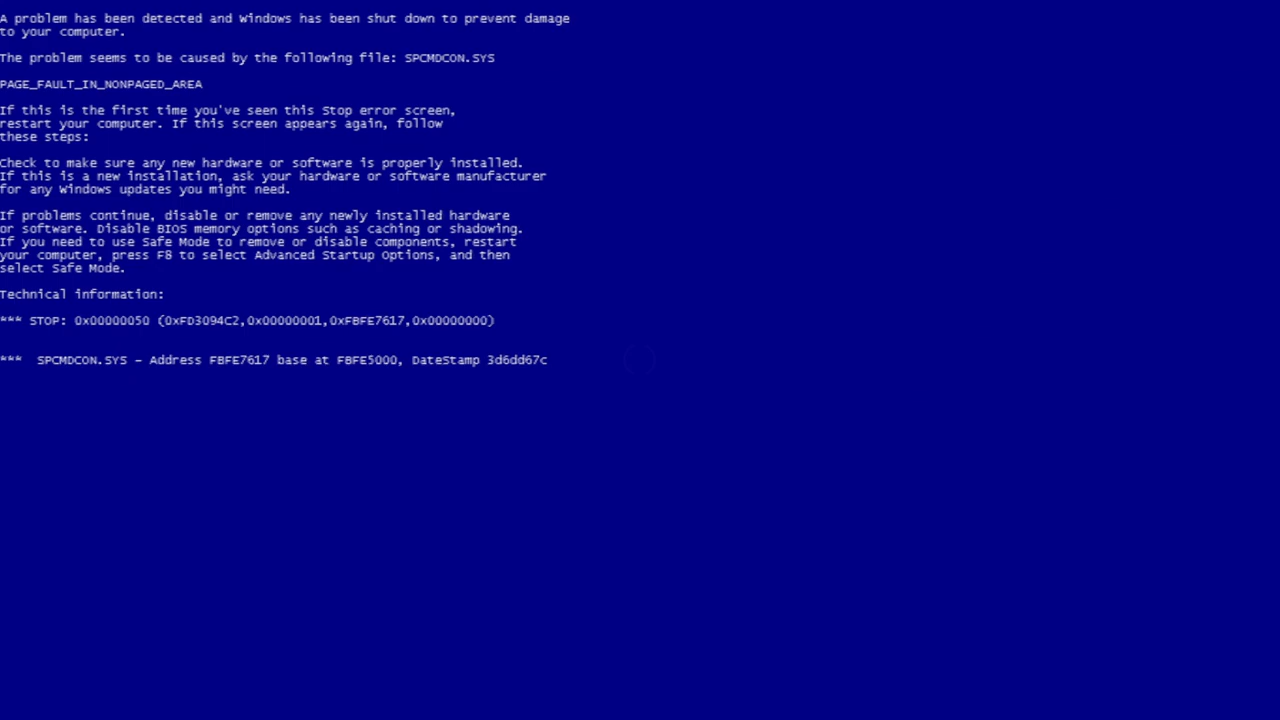 A problem has been detected and Windows has been shut down to prevent damage
to your computer.
The problem seems to be caused by the following file: SPCMDCON.SYS
PAGE_FAULT_IN_NONPAGED_AREA
If this is the first time you've seen this Stop error screen,
restart your computer. If this screen appears again, follow
these steps:
Check to make sure any new hardware or software is properly installed.
If this is a new installation, ask your hardware or software manufacturer
for any Windows updates you might need.
If problems continue, disable or remove any newly installed hardware
or software. Disable BIOS memory options such as caching or shadowing.
If you need to use Safe Mode to remove or disable components, restart
your computer, press F8 to select Advanced Startup Options, and then
select Safe Mode.
Technical information:
*** STOP: 0x00000050 (0xFD3094C2,0x00000001,0xFBFE7617,0x00000000)
*** SPCMDCON.SYS - Address FBFE7617 base at FBFE5000, DateStamp 3d6dd67c